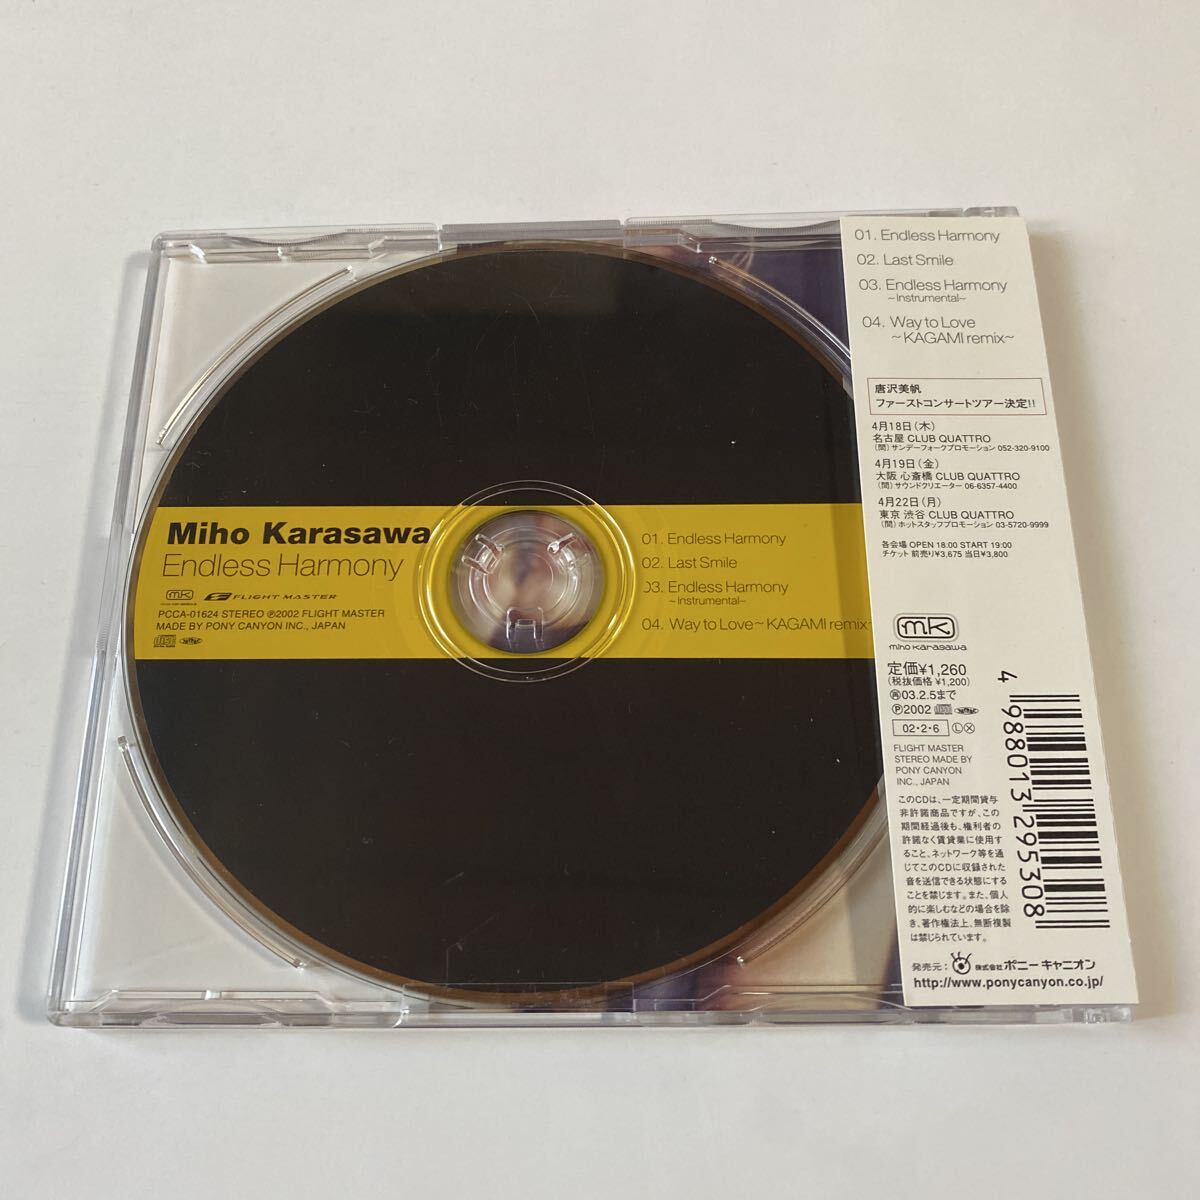 Miho Karasawa
Endless Harmony
mk
FLIGHT MASTER
PCCA-01624 STEREO ℗2002 FLIGHT MASTER
MADE BY PONY CANYON INC., JAPAN
01. Endless Harmony
02. Last Smile
03. Endless Harmony
~Instrumental~
04. Way to Love~KAGAMI remix~
01. Endless Harmony
02. Last Smile
03. Endless Harmony
~Instrumental~
04. Way to Love
~KAGAMI remix~
唐沢美帆
ファーストコンサートツアー決定!!
4月18日(木)
名古屋 CLUB QUATTRO
(問)サンデーフォークプロモーション 052-320-9100
4月19日(金)
大阪 心斎橋 CLUB QUATTRO
(問)サウンドクリエーター 06-6357-4400
4月22日(月)
東京 渋谷 CLUB QUATTRO
(問)ホットスタッフプロモーション 03-5720-9999
各会場 OPEN 18:00 START 19:00
チケット 前売り¥3,675 当日¥3,800
mk
miho karasawa
定価¥1,260
(税抜価格 ¥1,200)
再03.2.5まで
℗2002
02・2・6 Ⓛ Ⓧ
FLIGHT MASTER
STEREO MADE BY
PONY CANYON
INC., JAPAN
このCDは、一定期間貸与
非許諾商品ですが、この
期間経過後も、権利者の
許諾なく賃貸業に使用す
ること、ネットワーク等を通
じてこのCDに収録された
音を送信できる状態にする
ことを禁じます。また、個人
的に楽しむなどの場合を除
き、著作権法上、無断複製
は禁じられています。
4 988013 295308
発売元: 株式会社 ポニーキャニオン
http://www.ponycanyon.co.jp/